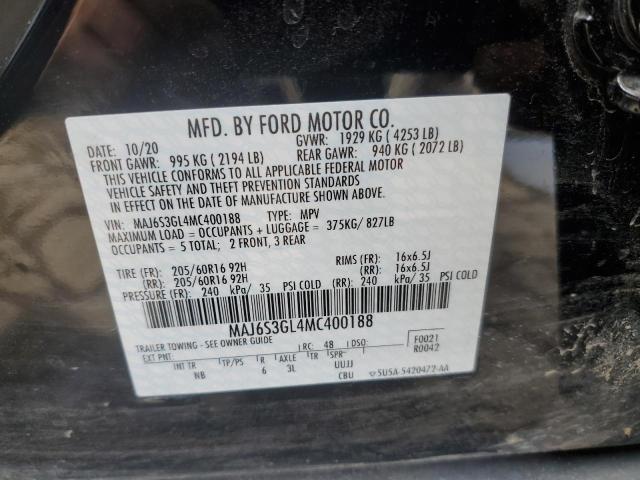 MFD. BY FORD MOTOR CO.
DATE: 10/20 GVWR: 1929 KG ( 4253 LB)
FRONT GAWR: 995 KG ( 2194 LB) REAR GAWR: 940 KG ( 2072 LB)
THIS VEHICLE CONFORMS TO ALL APPLICABLE FEDERAL MOTOR
VEHICLE SAFETY AND THEFT PREVENTION STANDARDS
IN EFFECT ON THE DATE OF MANUFACTURE SHOWN ABOVE.
VIN: MAJ6S3GL4MC400188 TYPE: MPV
MAXIMUM LOAD = OCCUPANTS + LUGGAGE = 375KG/ 827LB
OCCUPANTS = 5 TOTAL; 2 FRONT, 3 REAR
TIRE (FR): 205/60R16 92H RIMS (FR): 16x6.5J
(RR): 205/60R16 92H (RR): 16x6.5J
PRESSURE (FR): 240 kPa/ 35 PSI COLD (RR): 240 kPa/ 35 PSI COLD
MAJ6S3GL4MC400188
TRAILER TOWING - SEE OWNER GUIDE RC: 48 DSO: F0021
EXT PNT: R0042
INT TR TP/PS R AXLE TR SPR
NB 6 3L UUJJ
CBU 5U5A-5420472-AA